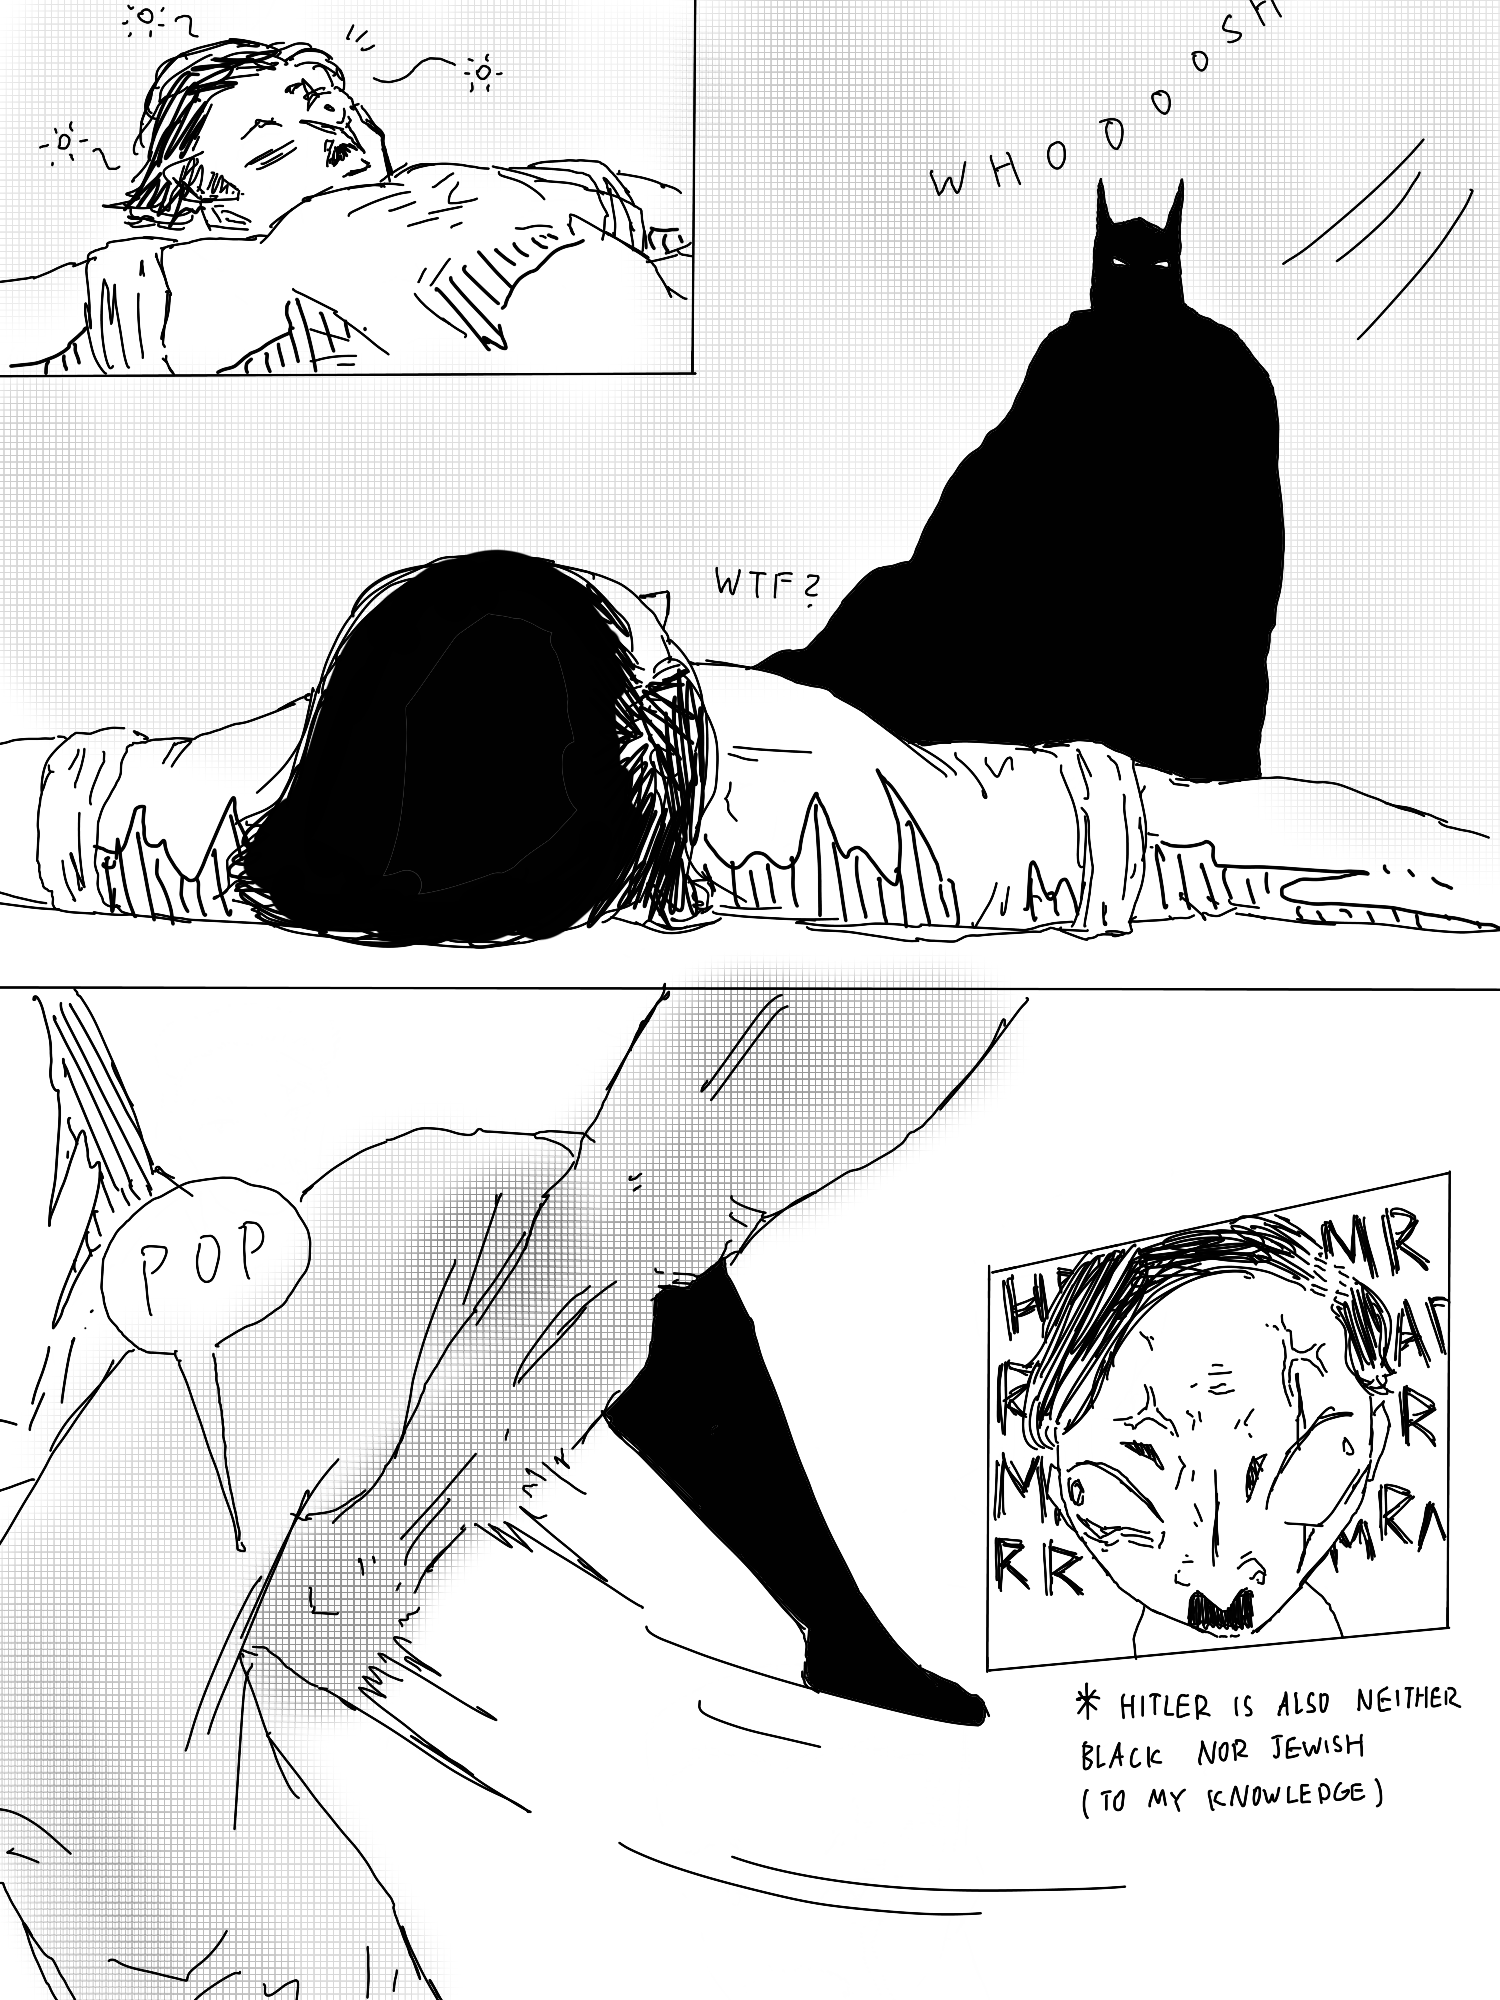 WHOOOOSH
WTF?
POP
MR
RR
* HITLER IS ALSO NEITHER
BLACK NOR JEWISH
(TO MY KNOWLEDGE)